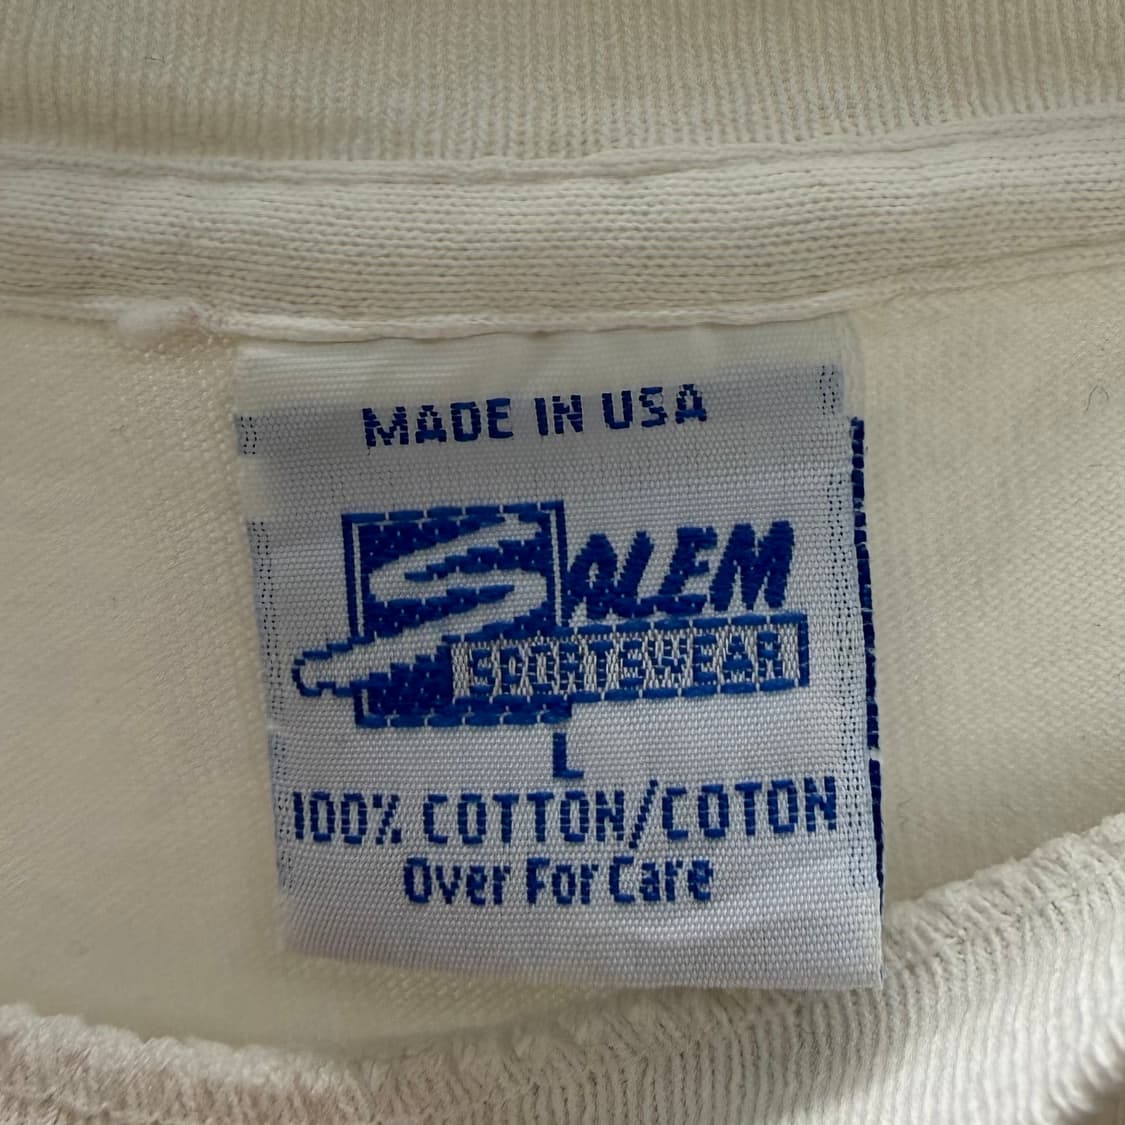 MADE IN USA
SALEM
SPORTSWEAR
L
100% COTTON/COTON
Over For Care